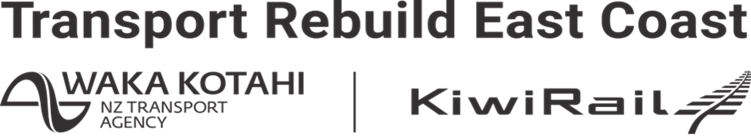 Transport Rebuild East Coast
WAKA KOTAHI
NZ TRANSPORT
AGENCY
KiwiRail